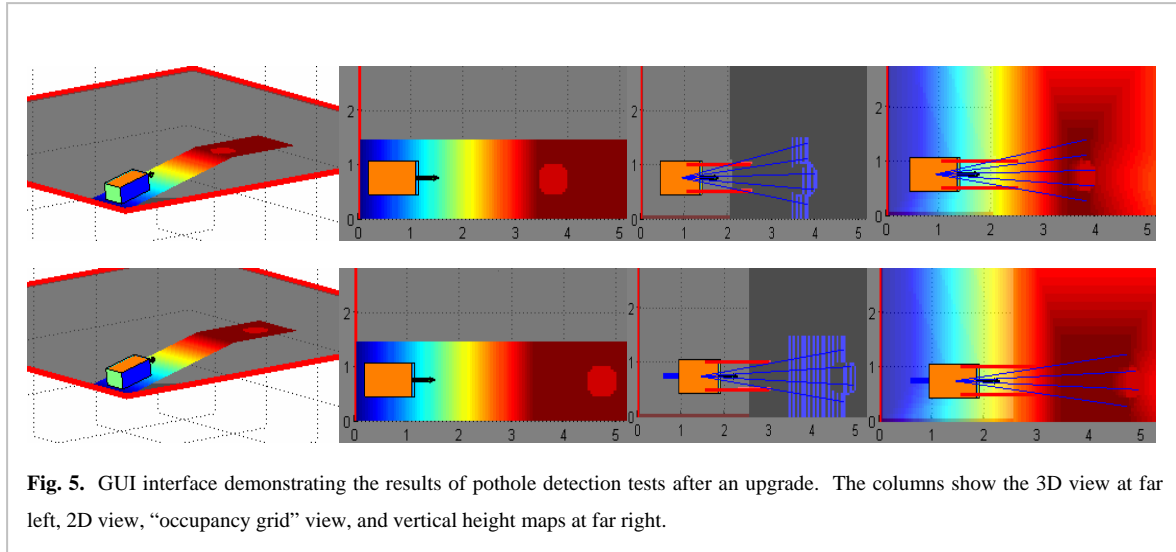 2
1
0
0 1 2 3 4 5
2
1
0
0 1 2 3 4 5
2
1
0
0 1 2 3 4 5
2
1
0
0 1 2 3 4 5
2
1
0
0 1 2 3 4 5
2
1
0
0 1 2 3 4 5
Fig. 5. GUI interface demonstrating the results of pothole detection tests after an upgrade. The columns show the 3D view at far
left, 2D view, “occupancy grid” view, and vertical height maps at far right.